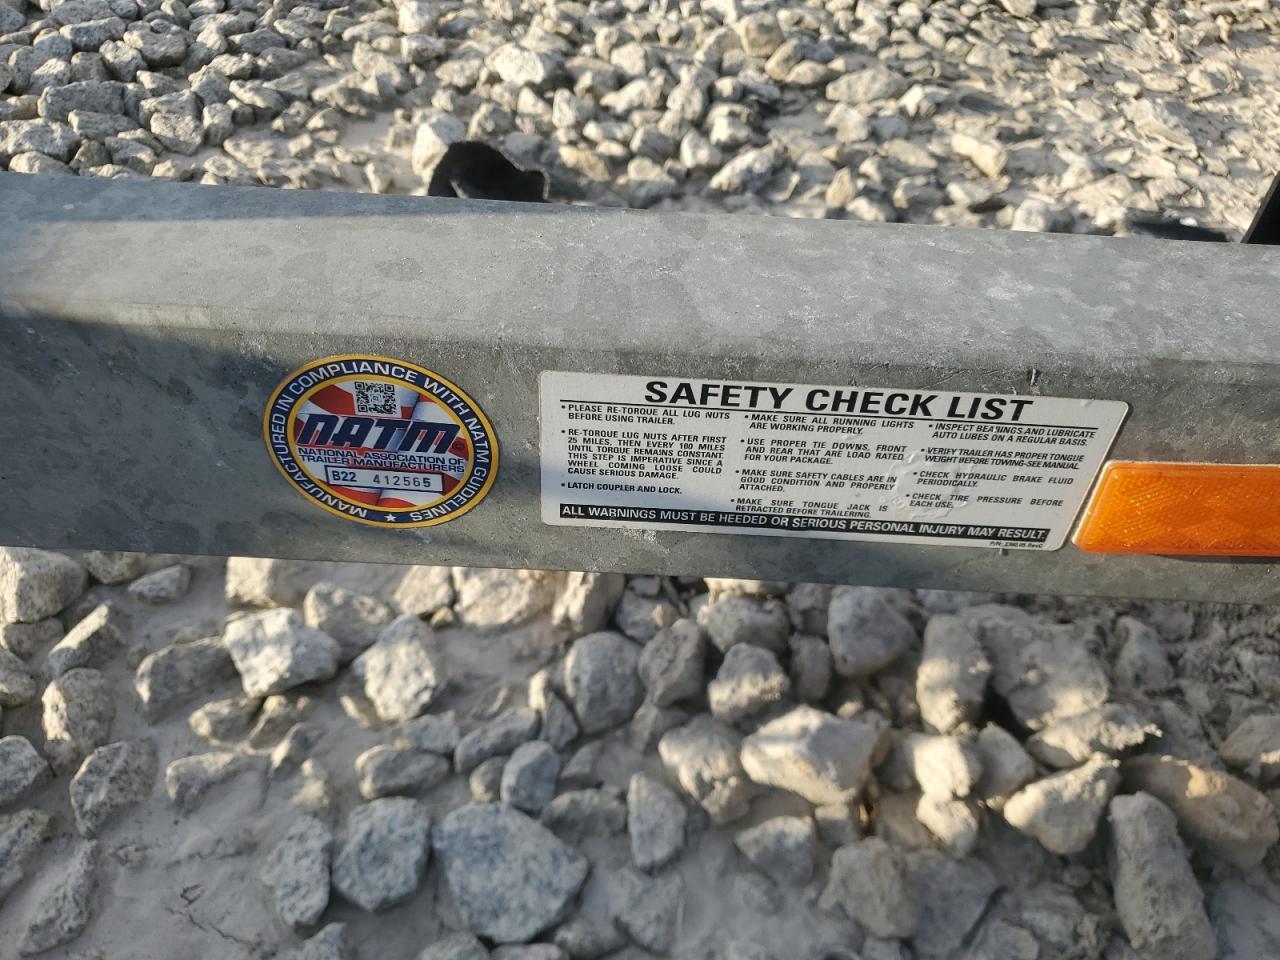 MANUFACTURED IN COMPLIANCE WITH NATM GUIDELINES
NATM
NATIONAL ASSOCIATION OF
TRAILER MANUFACTURERS
B22 412565
SAFETY CHECK LIST
• PLEASE RE-TORQUE ALL LUG NUTS
BEFORE USING TRAILER.
• RE-TORQUE LUG NUTS AFTER FIRST
25 MILES, THEN EVERY 100 MILES
UNTIL TORQUE REMAINS CONSTANT.
THIS STEP IS IMPERATIVE SINCE A
WHEEL COMING LOOSE COULD
CAUSE SERIOUS DAMAGE.
• LATCH COUPLER AND LOCK.
• MAKE SURE ALL RUNNING LIGHTS
ARE WORKING PROPERLY.
• USE PROPER TIE DOWNS, FRONT
AND REAR THAT ARE LOAD RATED
FOR YOUR PACKAGE.
• MAKE SURE SAFETY CABLES ARE IN
GOOD CONDITION AND PROPERLY
ATTACHED.
• MAKE SURE TONGUE JACK IS
RETRACTED BEFORE TRAILERING.
• INSPECT BEARINGS AND LUBRICATE
AUTO LUBES ON A REGULAR BASIS.
• VERIFY TRAILER HAS PROPER TONGUE
WEIGHT BEFORE TOWING-SEE MANUAL.
• CHECK HYDRAULIC BRAKE FLUID
PERIODICALLY.
• CHECK TIRE PRESSURE BEFORE
EACH USE.
ALL WARNINGS MUST BE HEEDED OR SERIOUS PERSONAL INJURY MAY RESULT.